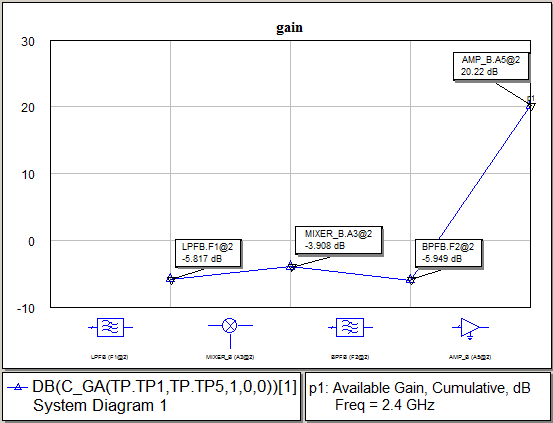 gain
30
20
10
0
-10
AMP_B.A5@2
20.22 dB
p1
LPFB.F1@2
-5.817 dB
MIXER_B.A3@2
-3.908 dB
BPFB.F2@2
-5.949 dB
LPFB (F1@2)
MIXER_B (A3@2)
BPFB (F2@2)
AMP_B (A5@2)
DB(C_GA(TP.TP1,TP.TP5,1,0,0))[1]
System Diagram 1
p1: Available Gain, Cumulative, dB
Freq = 2.4 GHz